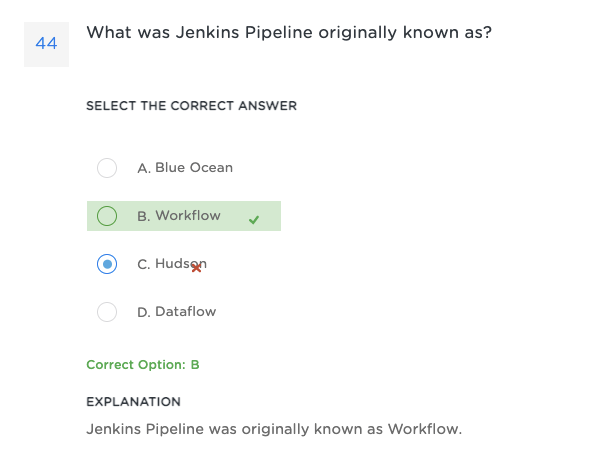 44
What was Jenkins Pipeline originally known as?
SELECT THE CORRECT ANSWER
A. Blue Ocean
B. Workflow
C. Hudson
D. Dataflow
Correct Option: B
EXPLANATION
Jenkins Pipeline was originally known as Workflow.